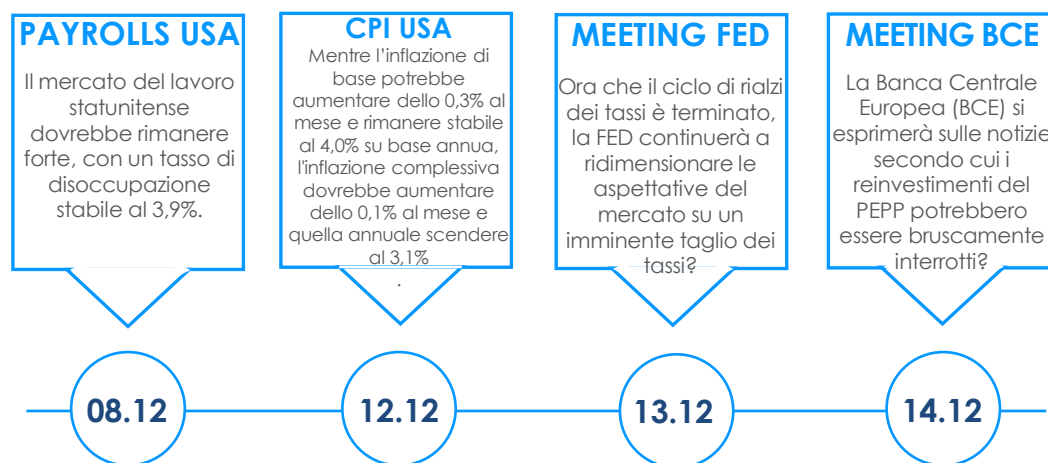 PAYROLLS USA
Il mercato del lavoro
statunitense
dovrebbe rimanere
forte, con un tasso di
disoccupazione
stabile al 3,9%.
CPI USA
Mentre l'inflazione di
base potrebbe
aumentare dello 0,3% al
mese e rimanere stabile
al 4,0% su base annua,
l'inflazione complessiva
dovrebbe aumentare
dello 0,1% al mese e
quella annuale scendere
al 3,1%
.
MEETING FED
Ora che il ciclo di rialzi
dei tassi è terminato,
la FED continuerà a
ridimensionare le
aspettative del
mercato su un
imminente taglio dei
tassi?
MEETING BCE
La Banca Centrale
Europea (BCE) si
esprimerà sulle notizie
secondo cui i
reinvestimenti del
PEPP potrebbero
essere bruscamente
interrotti?
08.12
12.12
13.12
14.12